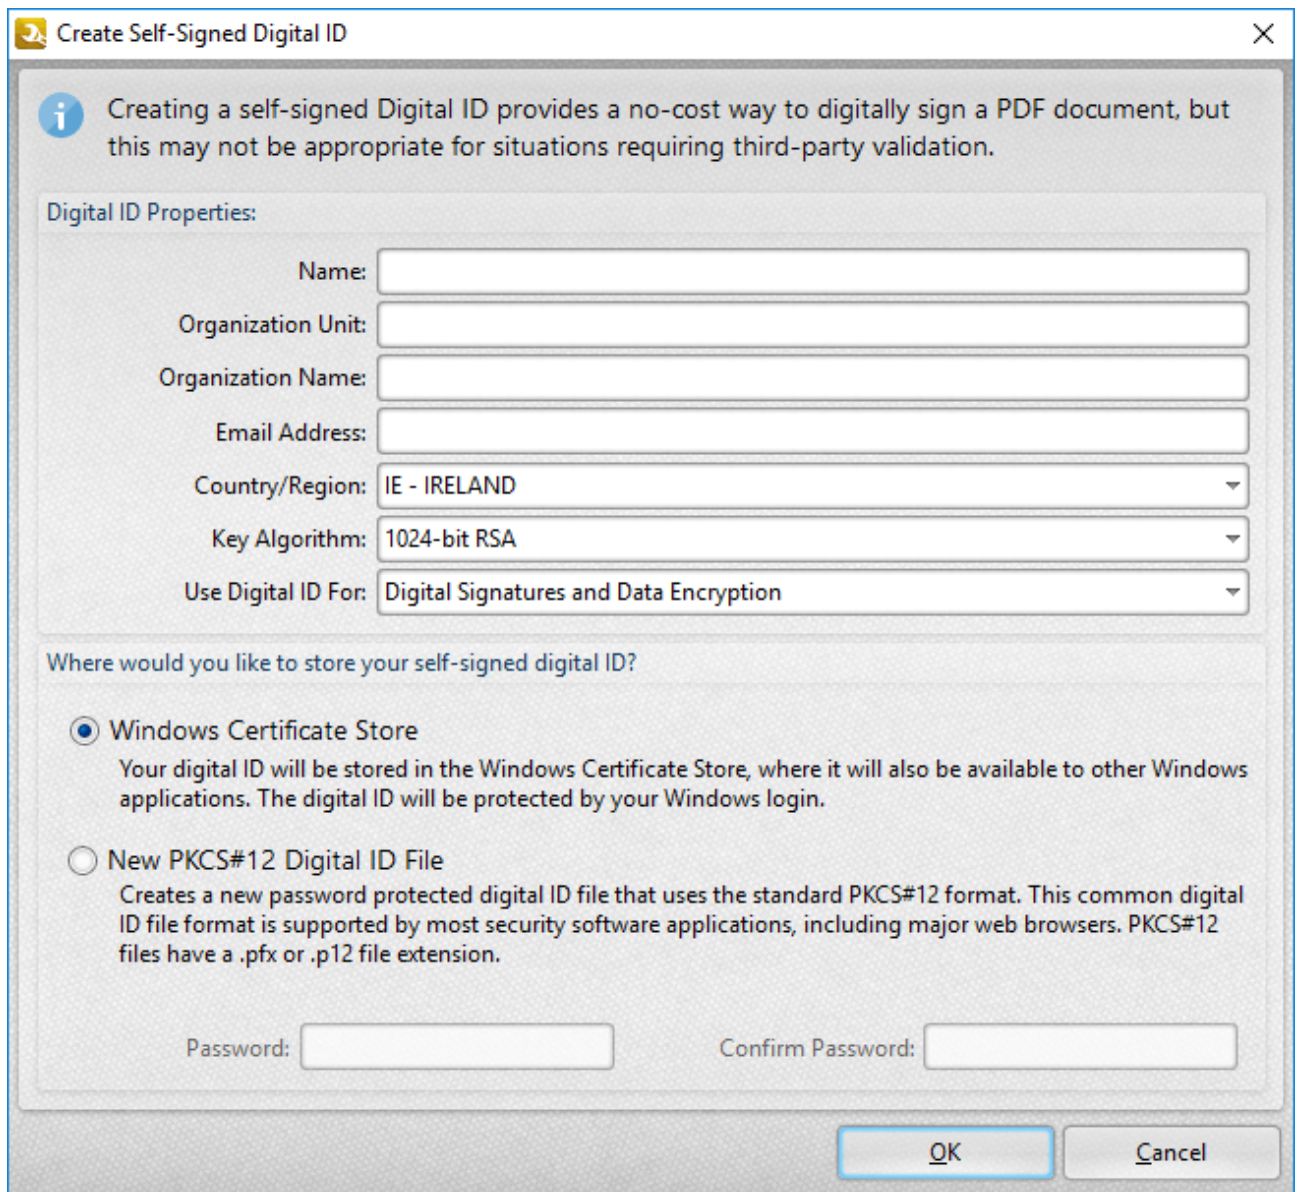 Create Self-Signed Digital ID
Creating a self-signed Digital ID provides a no-cost way to digitally sign a PDF document, but
this may not be appropriate for situations requiring third-party validation.
Digital ID Properties:
Name:
Organization Unit:
Organization Name:
Email Address:
Country/Region: IE - IRELAND
Key Algorithm: 1024-bit RSA
Use Digital ID For: Digital Signatures and Data Encryption
Where would you like to store your self-signed digital ID?
Windows Certificate Store
Your digital ID will be stored in the Windows Certificate Store, where it will also be available to other Windows
applications. The digital ID will be protected by your Windows login.
New PKCS#12 Digital ID File
Creates a new password protected digital ID file that uses the standard PKCS#12 format. This common digital
ID file format is supported by most security software applications, including major web browsers. PKCS#12
files have a .pfx or .p12 file extension.
Password: Confirm Password:
OK Cancel